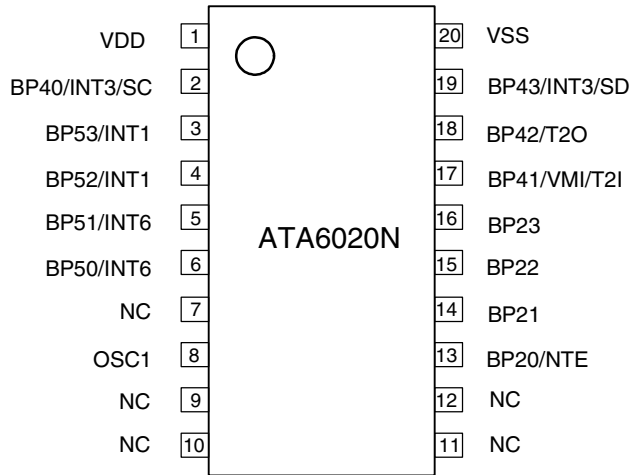 VDD 1 20 VSS
BP40/INT3/SC 2 19 BP43/INT3/SD
BP53/INT1 3 18 BP42/T2O
BP52/INT1 4 17 BP41/VMI/T2I
BP51/INT6 5 16 BP23
ATA6020N
BP50/INT6 6 15 BP22
NC 7 14 BP21
OSC1 8 13 BP20/NTE
NC 9 12 NC
NC 10 11 NC